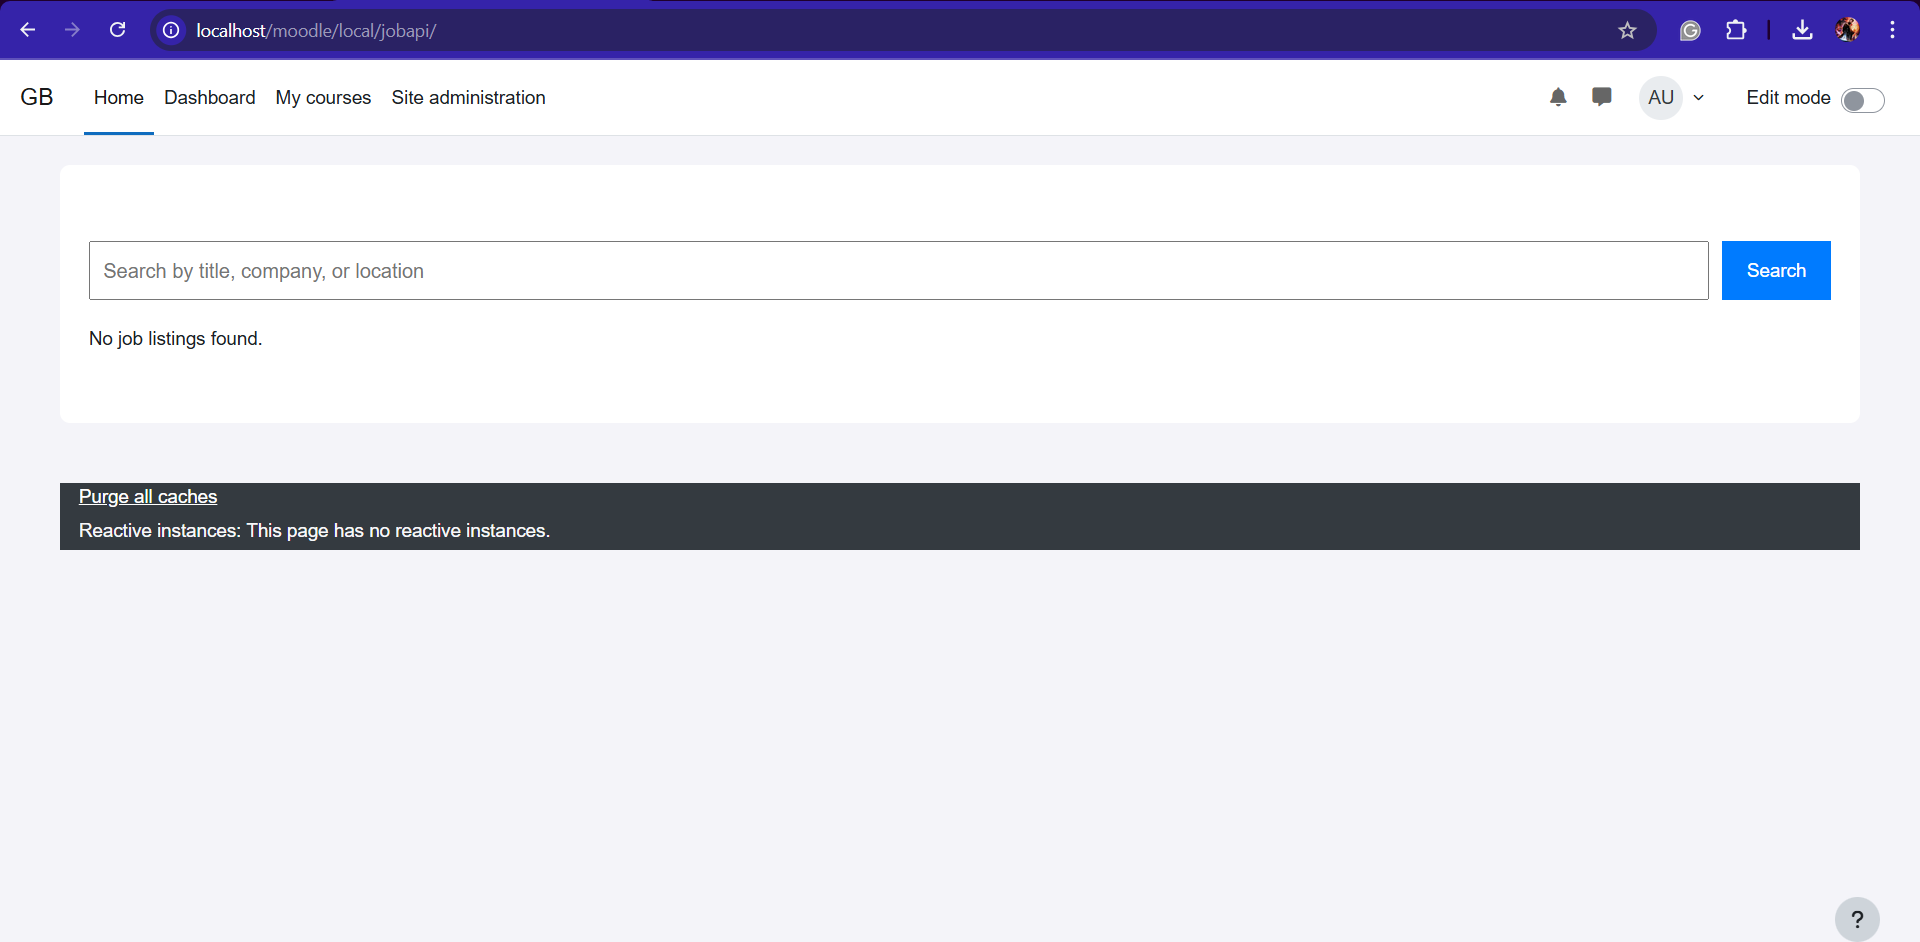 localhost/moodle/local/jobapi/
GB Home Dashboard My courses Site administration AU Edit mode
Search by title, company, or location Search
No job listings found.
Purge all caches
Reactive instances: This page has no reactive instances.
?